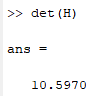 >> det(H)
ans =
10.5970